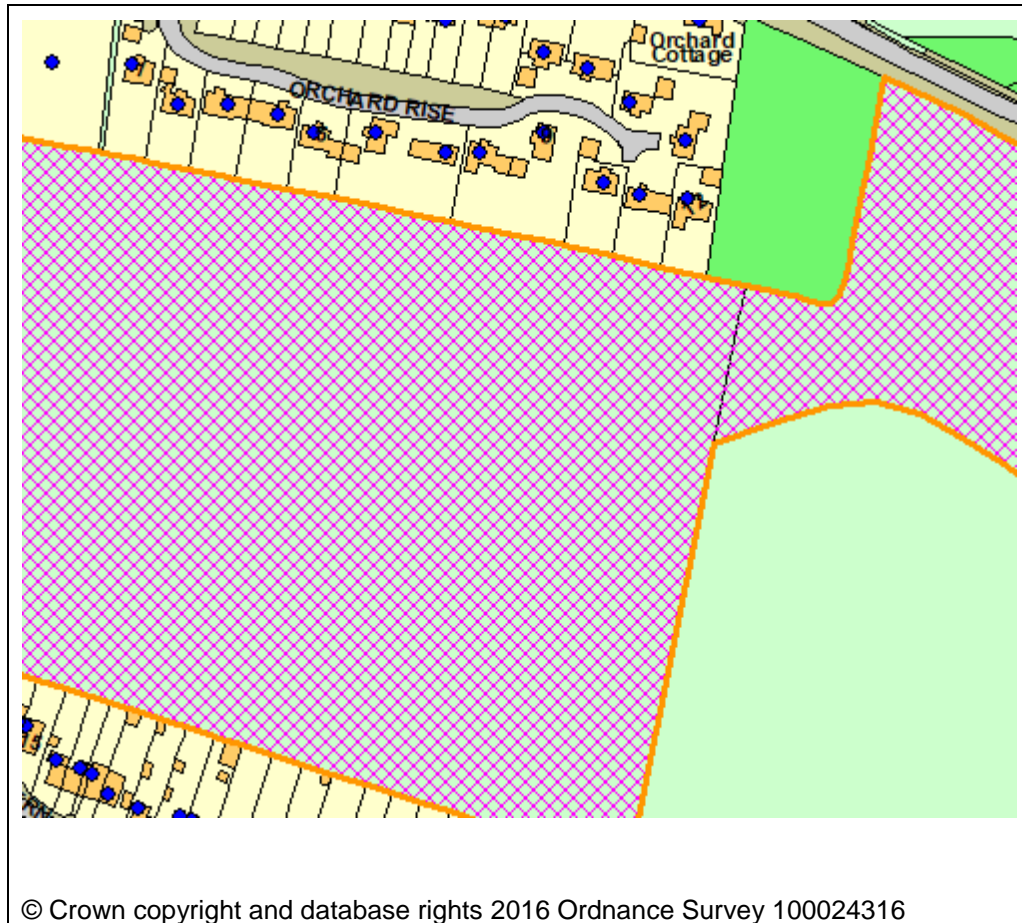 Orchard
Cottage
ORCHARD RISE
© Crown copyright and database rights 2016 Ordnance Survey 100024316